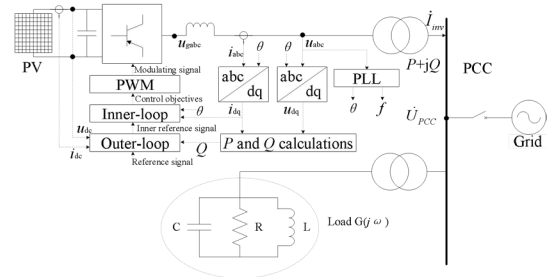 u_gabc
i_abc
θ
θ
u_abc
İ_inv
P+jQ
PCC
PV
Modulating signal
abc
dq
abc
dq
PLL
PWM
Control objectives
i_dq
u_dq
θ
f
Inner-loop
θ
U̇_PCC
Grid
u_dc
Inner reference signal
Outer-loop
Q
P and Q calculations
i_dc
Reference signal
C
R
L
Load G(jω)